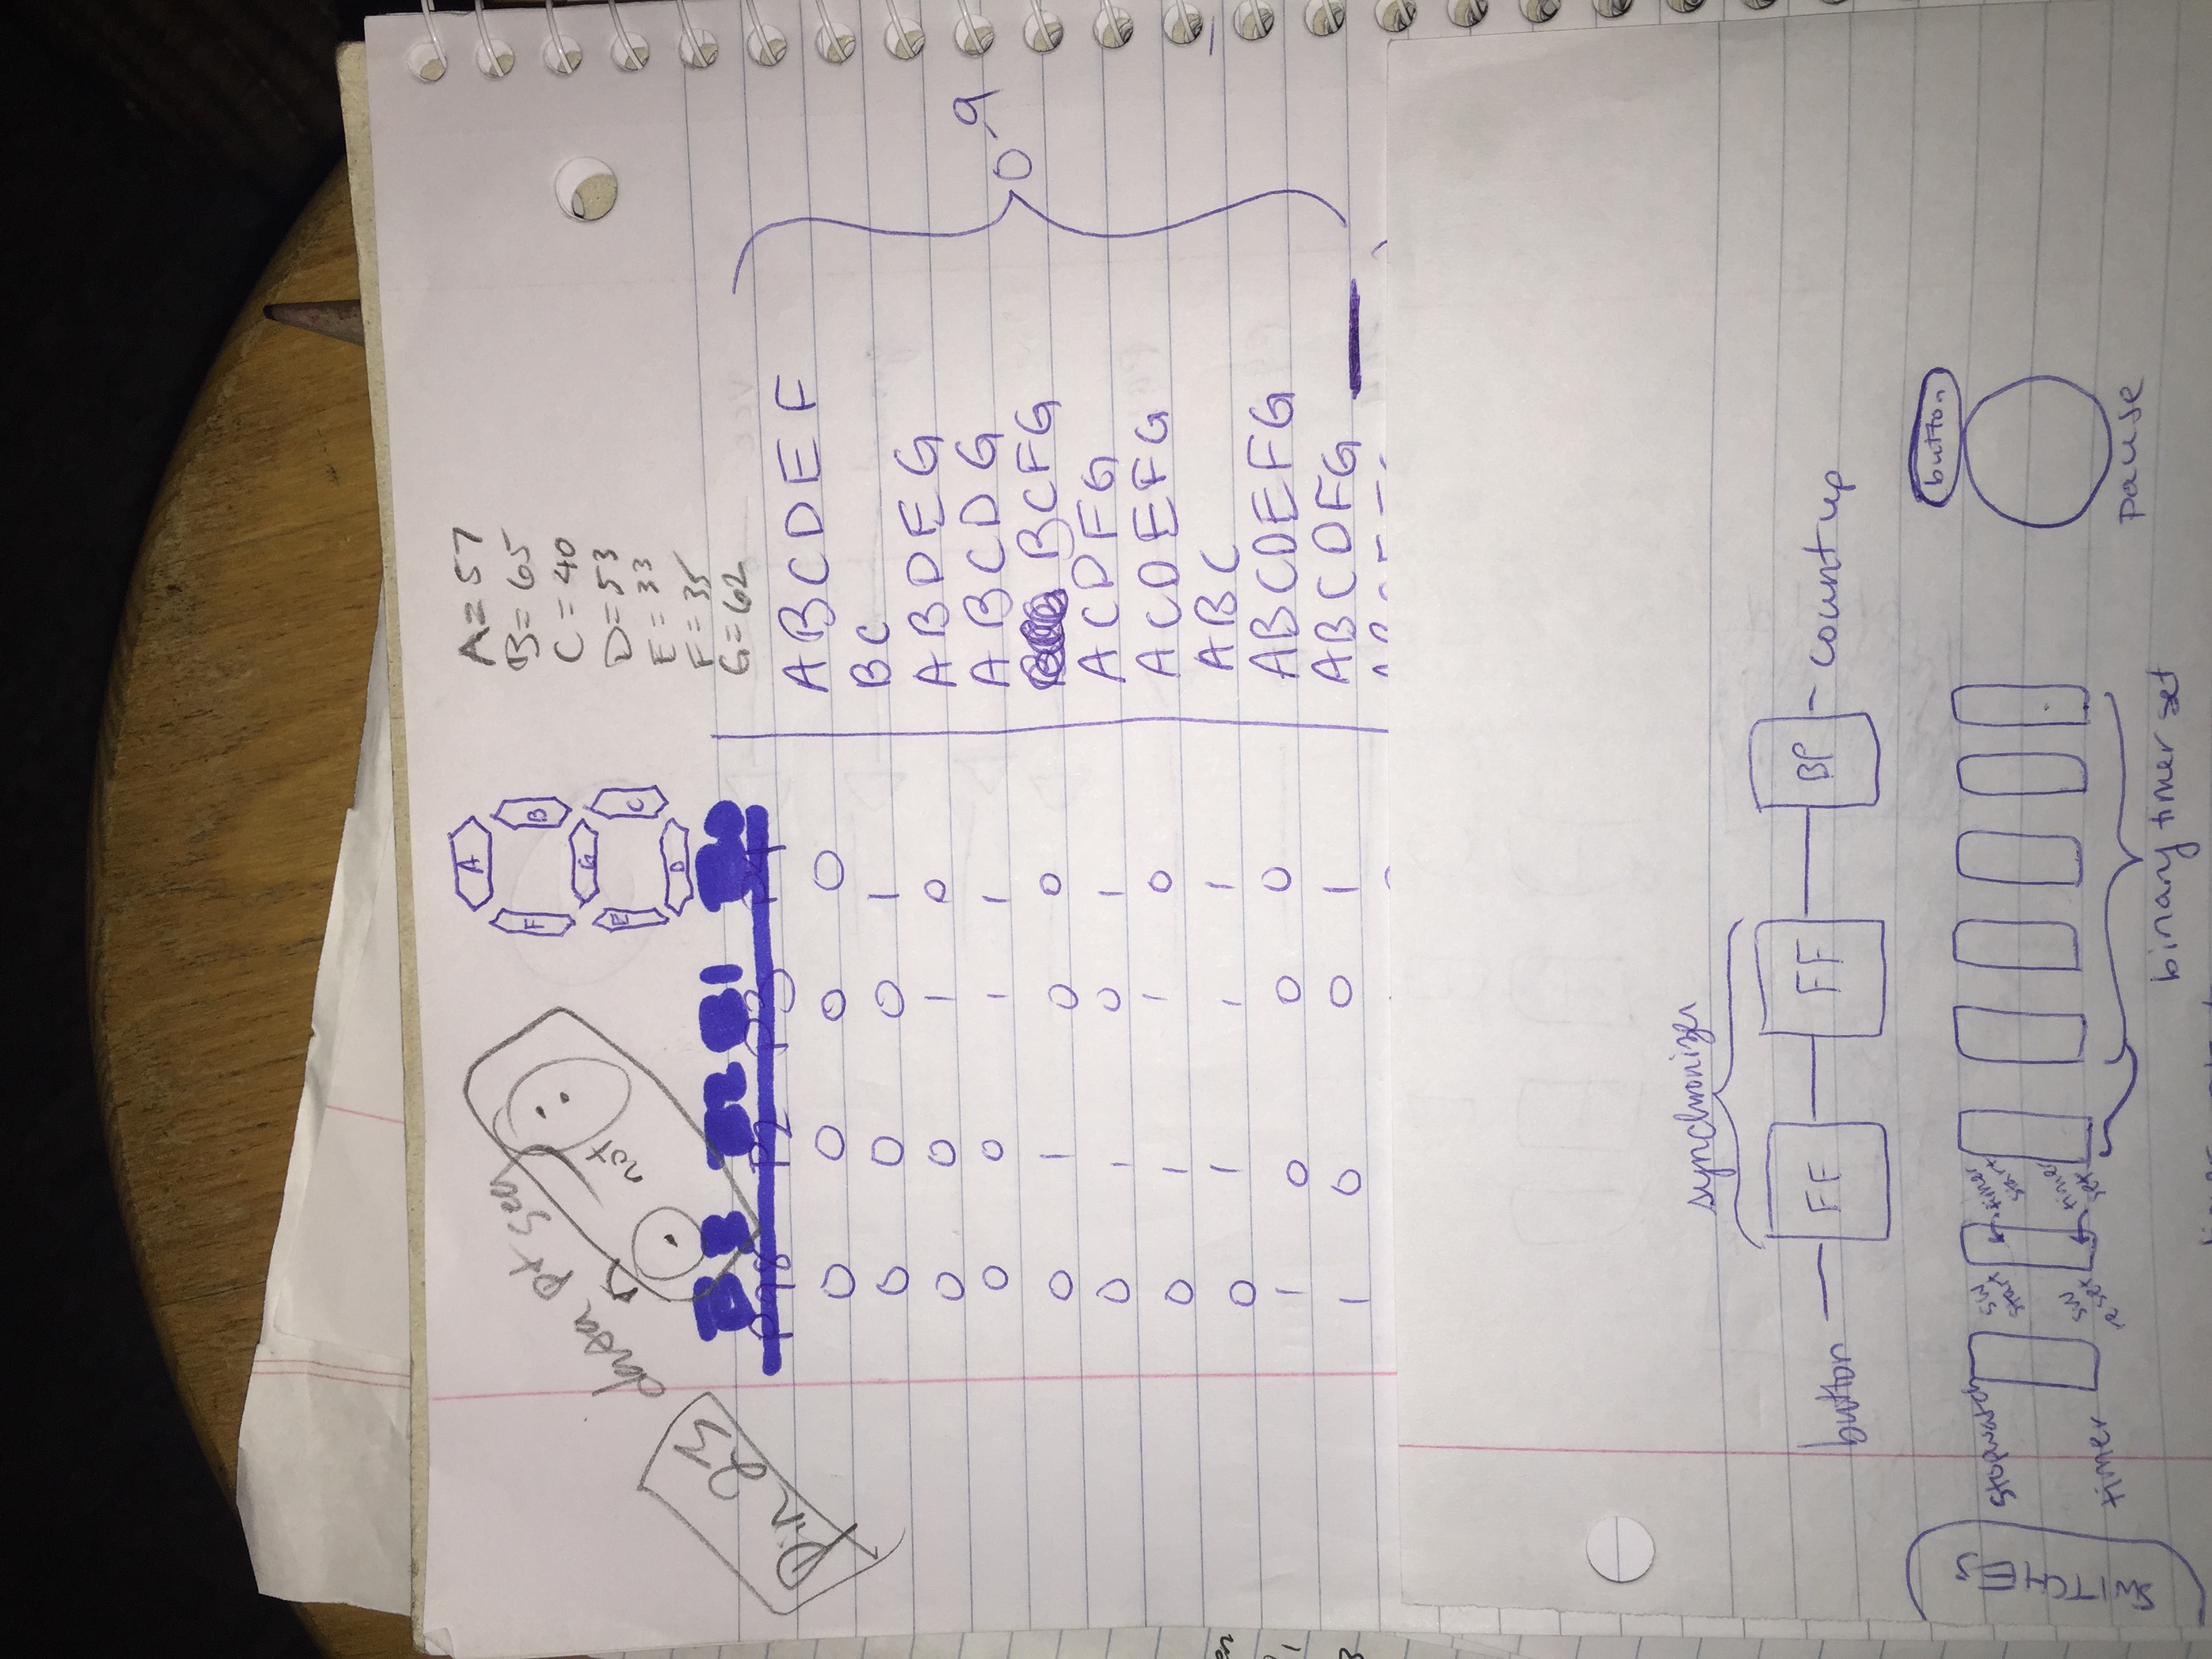 data pt seg
Pin 23
not
A
F
B
G
E
C
D
A = 57
B = 65
C = 40
D = 53
E = 33
F = 35
G = 62
P98 P2 P3 P4
0 0 0 0 ABCDEF
0 0 0 1 BC
0 0 1 0 ABDEG
0 0 1 1 ABCDG
0 1 0 0 BCFG
0 1 0 1 ACDFG
0 1 1 0 ACDEFG
0 1 1 1 ABC
1 0 0 0 ABCDEFG
1 0 0 1 ABCDFG
0-9
synchronizer
button FF FF BP count up
SWITCHES
stopwatch
timer
sw start
sw reset
timer start
timer set
binary timer set
button
pause